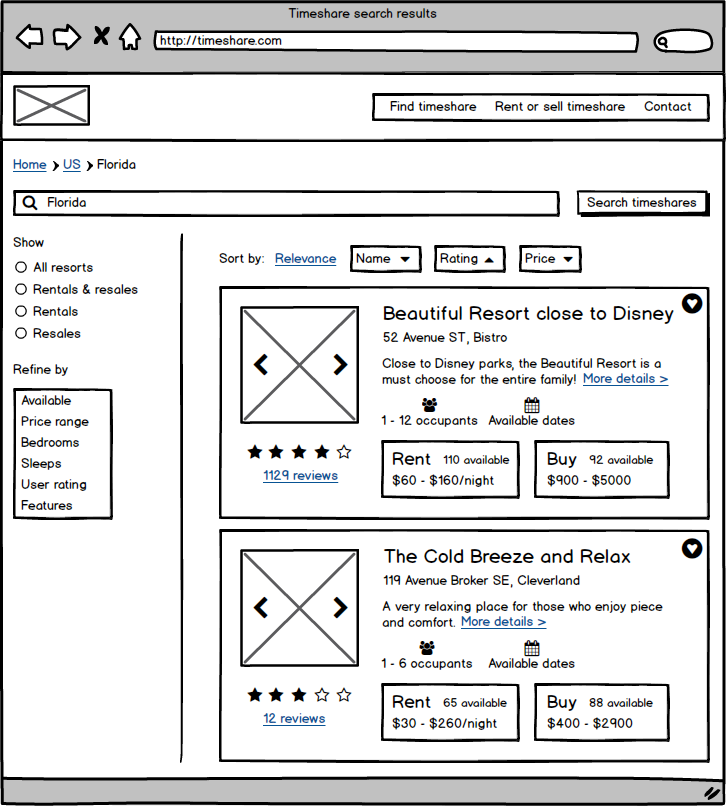 Timeshare search results
http://timeshare.com
Find timeshare Rent or sell timeshare Contact
Home US Florida
Florida
Search timeshares
Show
All resorts
Rentals & resales
Rentals
Resales
Refine by
Available
Price range
Bedrooms
Sleeps
User rating
Features
Sort by: Relevance Name Rating Price
Beautiful Resort close to Disney
52 Avenue ST, Bistro
Close to Disney parks, the Beautiful Resort is a
must choose for the entire family! More details >
1 - 12 occupants Available dates
1129 reviews
Rent 110 available
$60 - $160/night
Buy 92 available
$900 - $5000
The Cold Breeze and Relax
119 Avenue Broker SE, Cleverland
A very relaxing place for those who enjoy piece
and comfort. More details >
1 - 6 occupants Available dates
12 reviews
Rent 65 available
$30 - $260/night
Buy 88 available
$400 - $2900